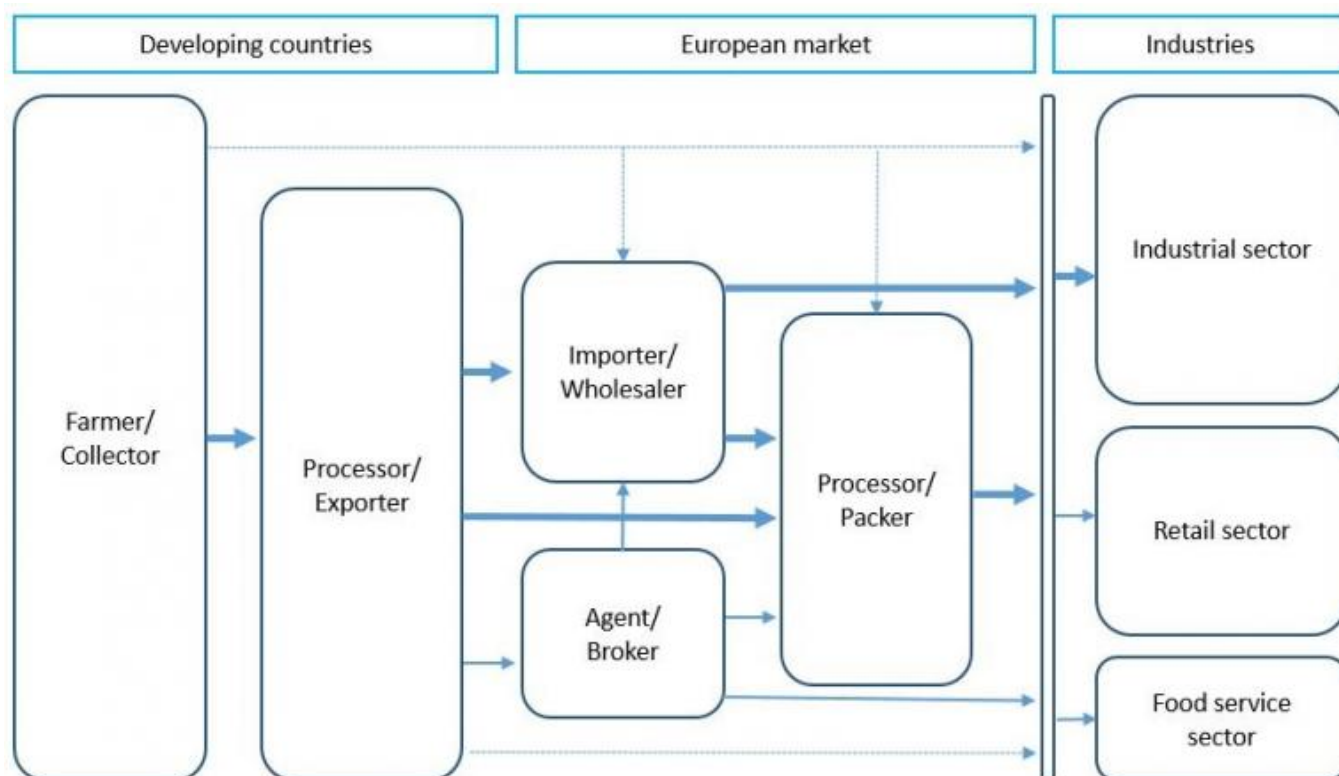 Developing countries
European market
Industries
Farmer/
Collector
Processor/
Exporter
Importer/
Wholesaler
Agent/
Broker
Processor/
Packer
Industrial sector
Retail sector
Food service
sector